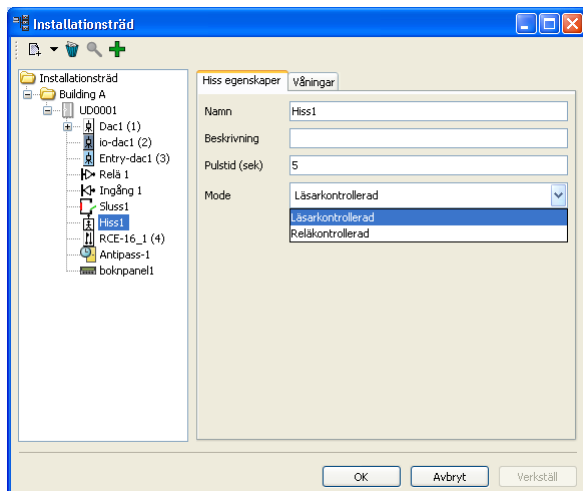 Installationsträd
Installationsträd
Building A
UD0001
Dac1 (1)
io-dac1 (2)
Entry-dac1 (3)
Relä 1
Ingång 1
Sluss1
Hiss1
RCE-16_1 (4)
Antipass-1
boknpanel1
Hiss egenskaper Våningar
Namn Hiss1
Beskrivning
Pulstid (sek) 5
Mode Läsarkontrollerad
Läsarkontrollerad
Reläkontrollerad
OK Avbryt Verkställ